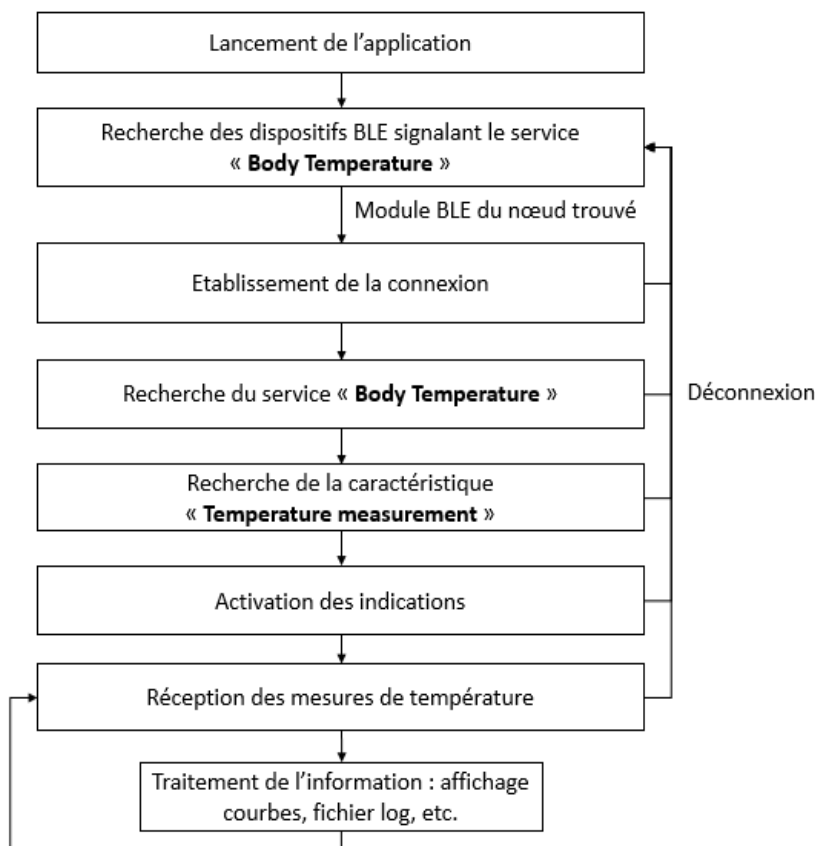 Lancement de l’application
Recherche des dispositifs BLE signalant le service
« Body Temperature »
Module BLE du nœud trouvé
Etablissement de la connexion
Recherche du service « Body Temperature »
Déconnexion
Recherche de la caractéristique
« Temperature measurement »
Activation des indications
Réception des mesures de température
Traitement de l’information : affichage
courbes, fichier log, etc.